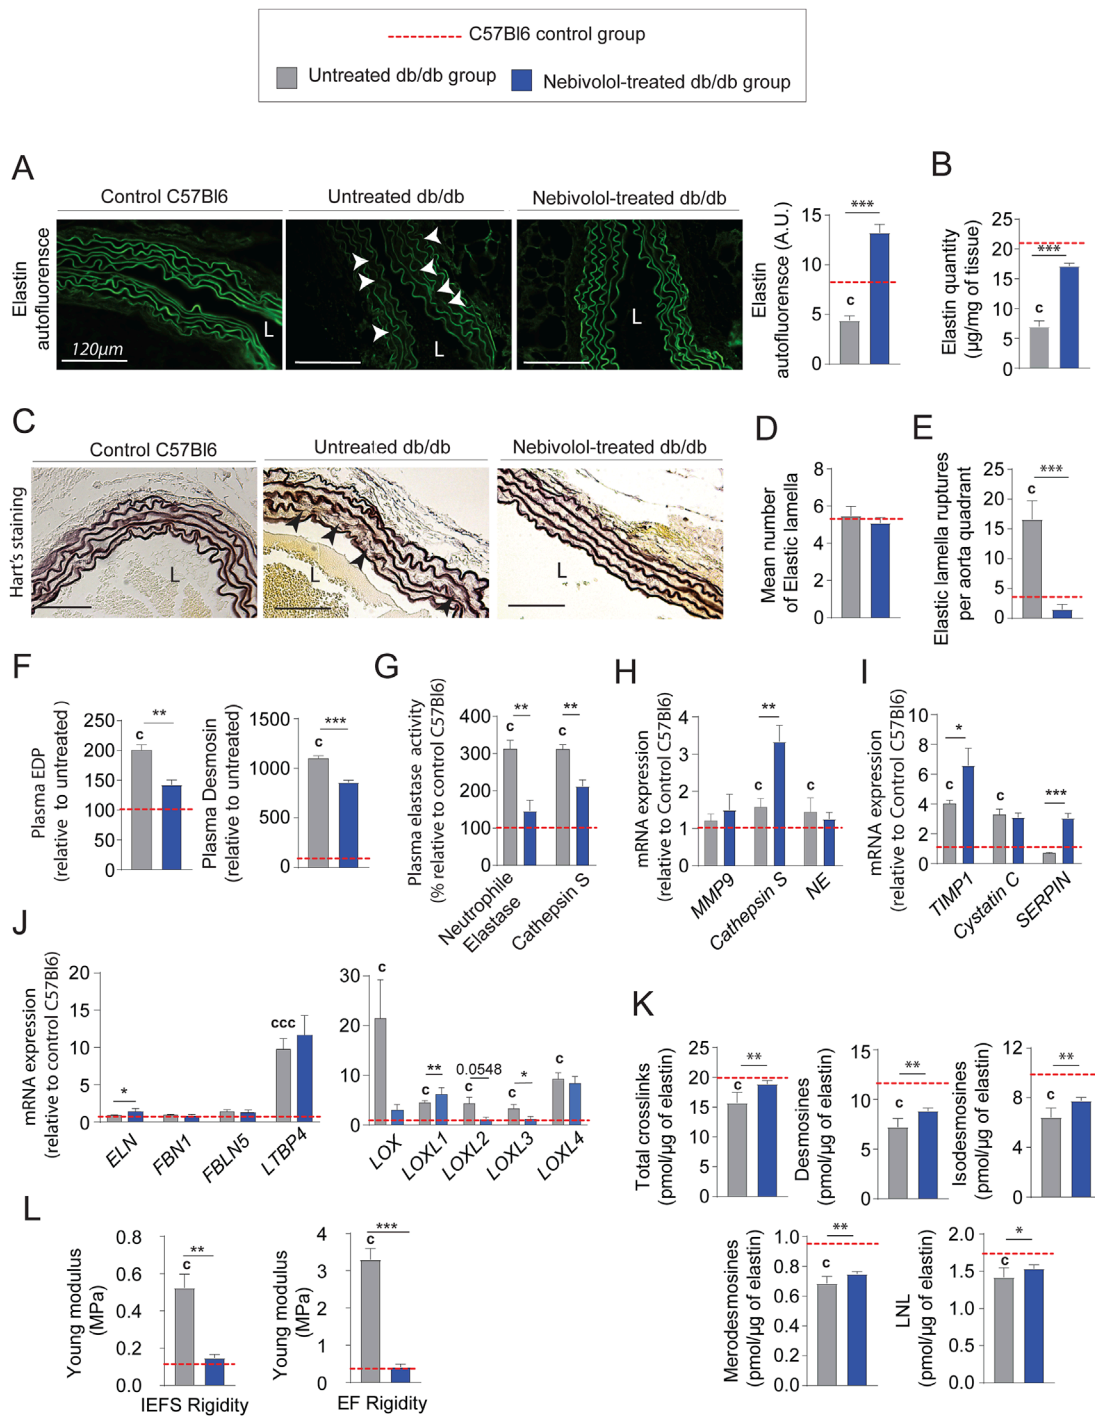 C57Bl6 control group
Untreated db/db group
Nebivolol-treated db/db group
A
Control C57Bl6
Untreated db/db
Nebivolol-treated db/db
Elastin
autofluorensce
120µm
L
L
L
Elastin
autofluorensce (A.U.)
15
10
5
0
***
c
B
Elastin quantity
(µg/mg of tissue)
25
21
20
15
10
5
0
***
c
C
Control C57Bl6
Untreated db/db
Nebivolol-treated db/db
Hart's staining
L
L
L
D
Mean number
of Elastic lamella
8
6
4
2
0
E
Elastic lamella ruptures
per aorta quadrant
25
20
15
10
5
0
***
c
F
Plasma EDP
(relative to untreated )
250
200
150
100
50
0
**
c
Plasma Desmosin
(relative to untreated)
1500
1000
500
0
***
c
G
Plasma elastase activity
(% relative to control C57Bl6)
400
300
200
100
0
**
**
c
c
Neutrophile
Elastase
Cathepsin S
H
mRNA expression
(relative to Control C57Bl6)
4
3
2
1
0
**
c
c
MMP9
Cathepsin S
NE
I
mRNA expression
(relative to Control C57Bl6)
10
8
6
4
2
0
*
***
c
c
TIMP1
Cystatin C
SERPIN
J
mRNA expression
(relative to control C57Bl6)
20
15
10
5
0
*
ccc
ELN
FBN1
FBLN5
LTBP4
30
20
10
5
0
c
**
c
0.0548
c
*
c
c
LOX
LOXL1
LOXL2
LOXL3
LOXL4
K
Total crosslinks
(pmol/µg of elastin)
25
20
15
10
5
0
**
c
Desmosines
(pmol/µg of elastin)
15
10
5
0
**
c
Isodesmosines
(pmol/µg of elastin)
12
8
4
0
**
c
Merodesmosines
(pmol/µg of elastin)
1.0
0.8
0.6
0.4
0.2
0.0
**
c
LNL
(pmol/µg of elastin)
2.0
1.5
1.0
0.5
0.0
*
c
L
Young modulus
(MPa)
0.8
0.6
0.4
0.2
0.0
**
c
IEFS Rigidity
Young modulus
(MPa)
4
3
2
1
0
***
c
EF Rigidity